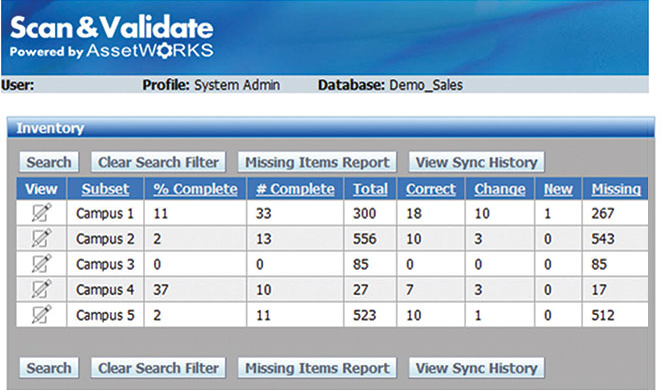 Scan & Validate
Powered by AssetWORKS
User: Profile: System Admin Database: Demo_Sales
Inventory
Search Clear Search Filter Missing Items Report View Sync History
View Subset % Complete # Complete Total Correct Change New Missing
Campus 1 11 33 300 18 10 1 267
Campus 2 2 13 556 10 3 0 543
Campus 3 0 0 85 0 0 0 85
Campus 4 37 10 27 7 3 0 17
Campus 5 2 11 523 10 1 0 512
Search Clear Search Filter Missing Items Report View Sync History